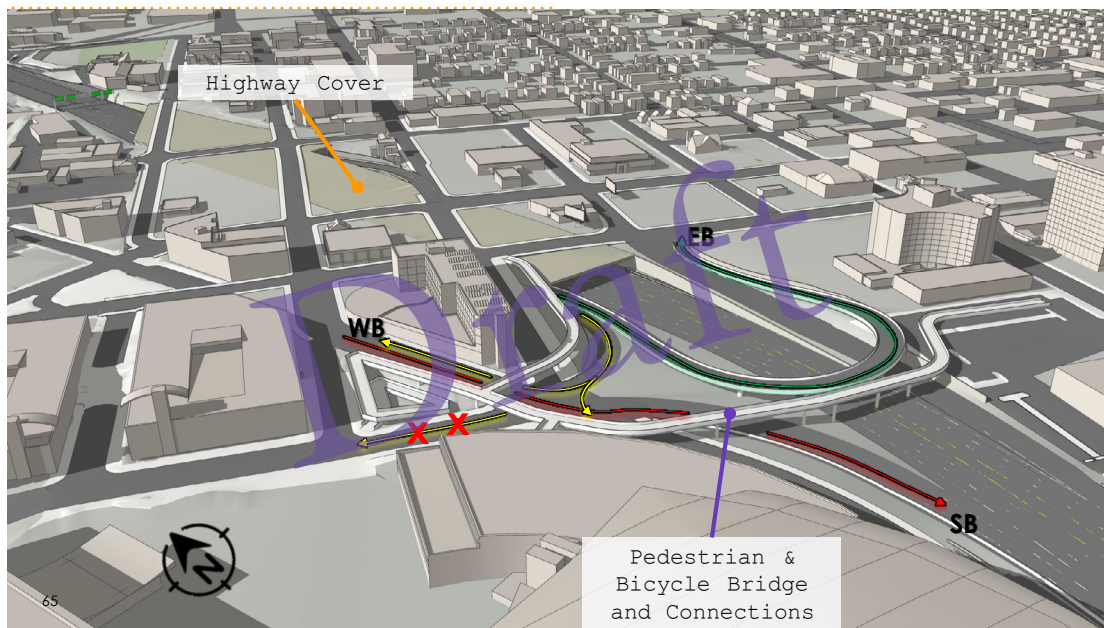 Highway Cover
EB
Draft
WB
X X
SB
N
Pedestrian &
Bicycle Bridge
and Connections
65